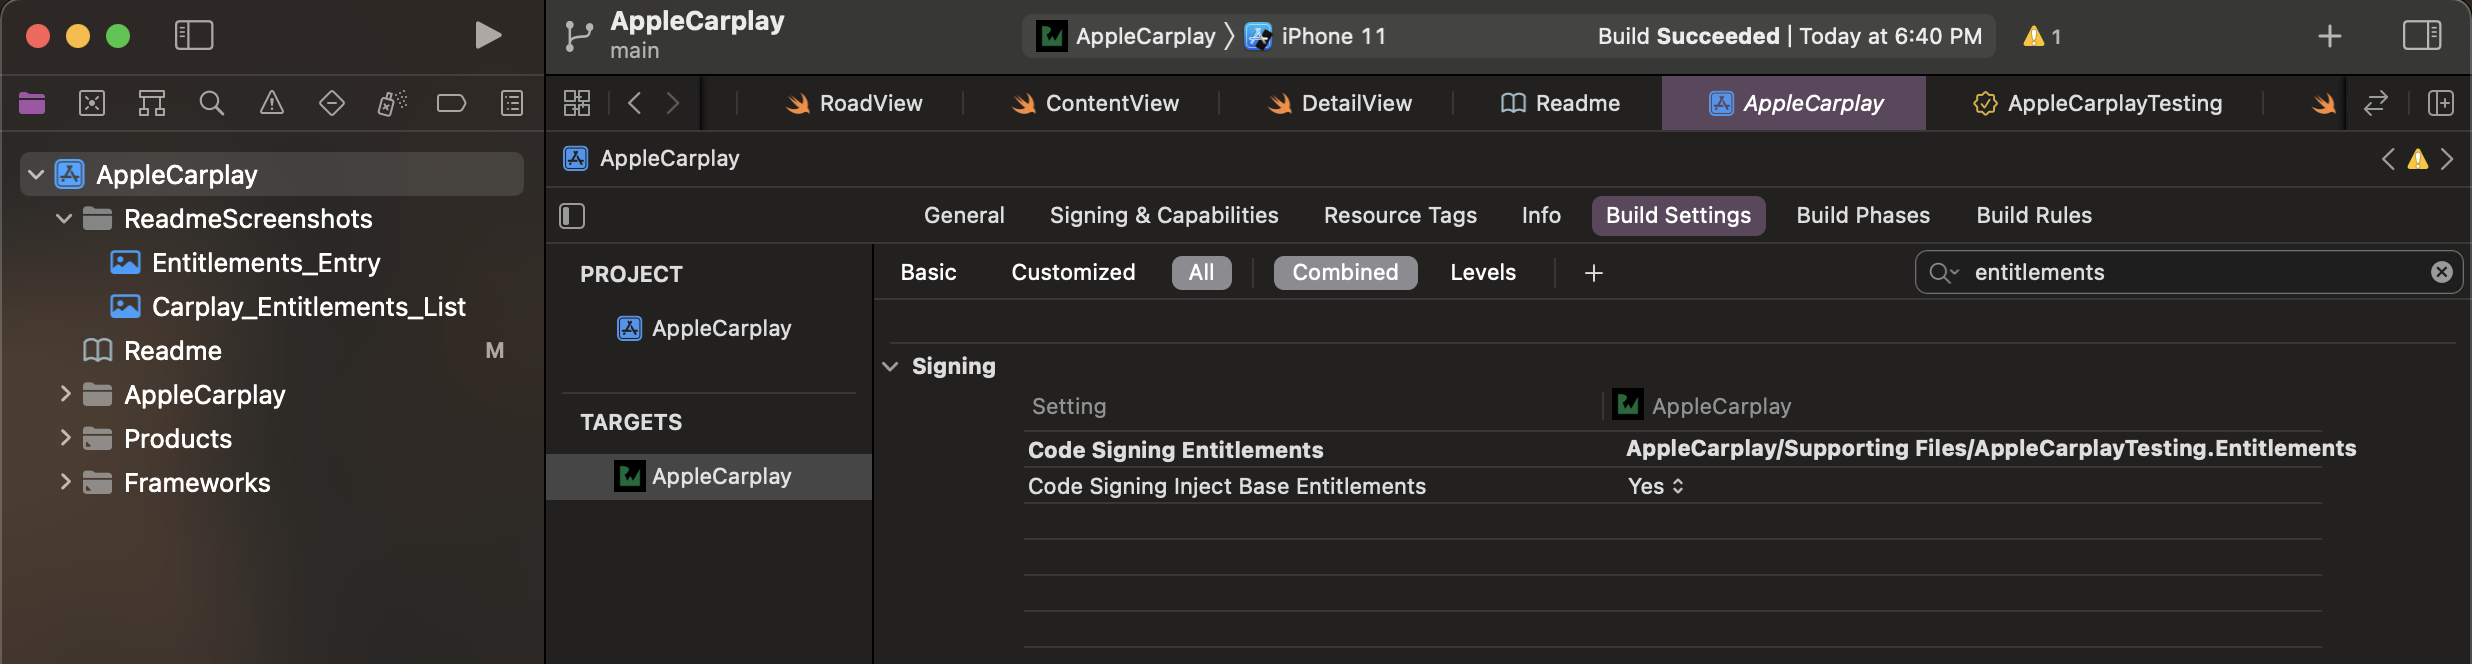 AppleCarplay
main
AppleCarplay
iPhone 11
Build Succeeded | Today at 6:40 PM
1
RoadView
ContentView
DetailView
Readme
AppleCarplay
AppleCarplayTesting
AppleCarplay
ReadmeScreenshots
Entitlements_Entry
Carplay_Entitlements_List
Readme
M
AppleCarplay
Products
Frameworks
AppleCarplay
General
Signing & Capabilities
Resource Tags
Info
Build Settings
Build Phases
Build Rules
PROJECT
AppleCarplay
TARGETS
AppleCarplay
Basic
Customized
All
Combined
Levels
entitlements
Signing
Setting
AppleCarplay
Code Signing Entitlements
AppleCarplay/Supporting Files/AppleCarplayTesting.Entitlements
Code Signing Inject Base Entitlements
Yes